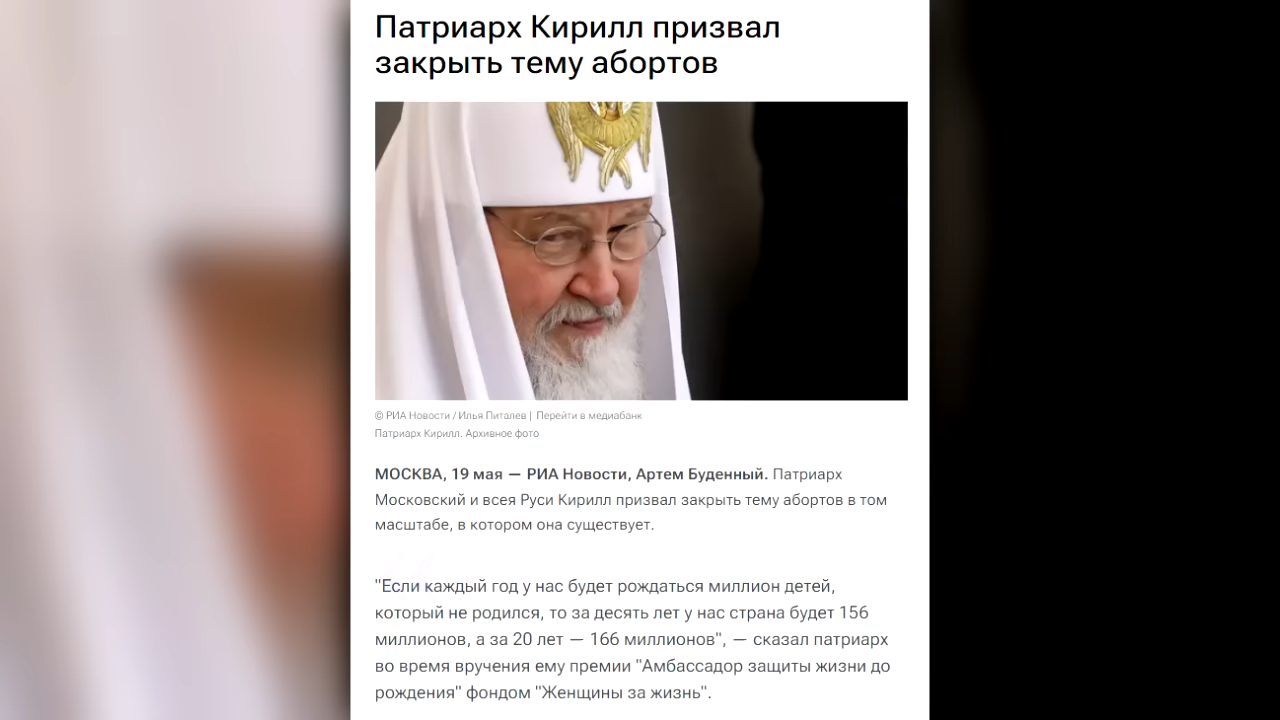 Патриарх Кирилл призвал
закрыть тему абортов
© РИА Новости / Илья Питалев | Перейти в медиабанк
Патриарх Кирилл. Архивное фото
МОСКВА, 19 мая — РИА Новости, Артем Буденный. Патриарх
Московский и всея Руси Кирилл призвал закрыть тему абортов в том
масштабе, в котором она существует.
"Если каждый год у нас будет рождаться миллион детей,
который не родился, то за десять лет у нас страна будет 156
миллионов, а за 20 лет — 166 миллионов", — сказал патриарх
во время вручения ему премии "Амбассадор защиты жизни до
рождения" фондом "Женщины за жизнь".